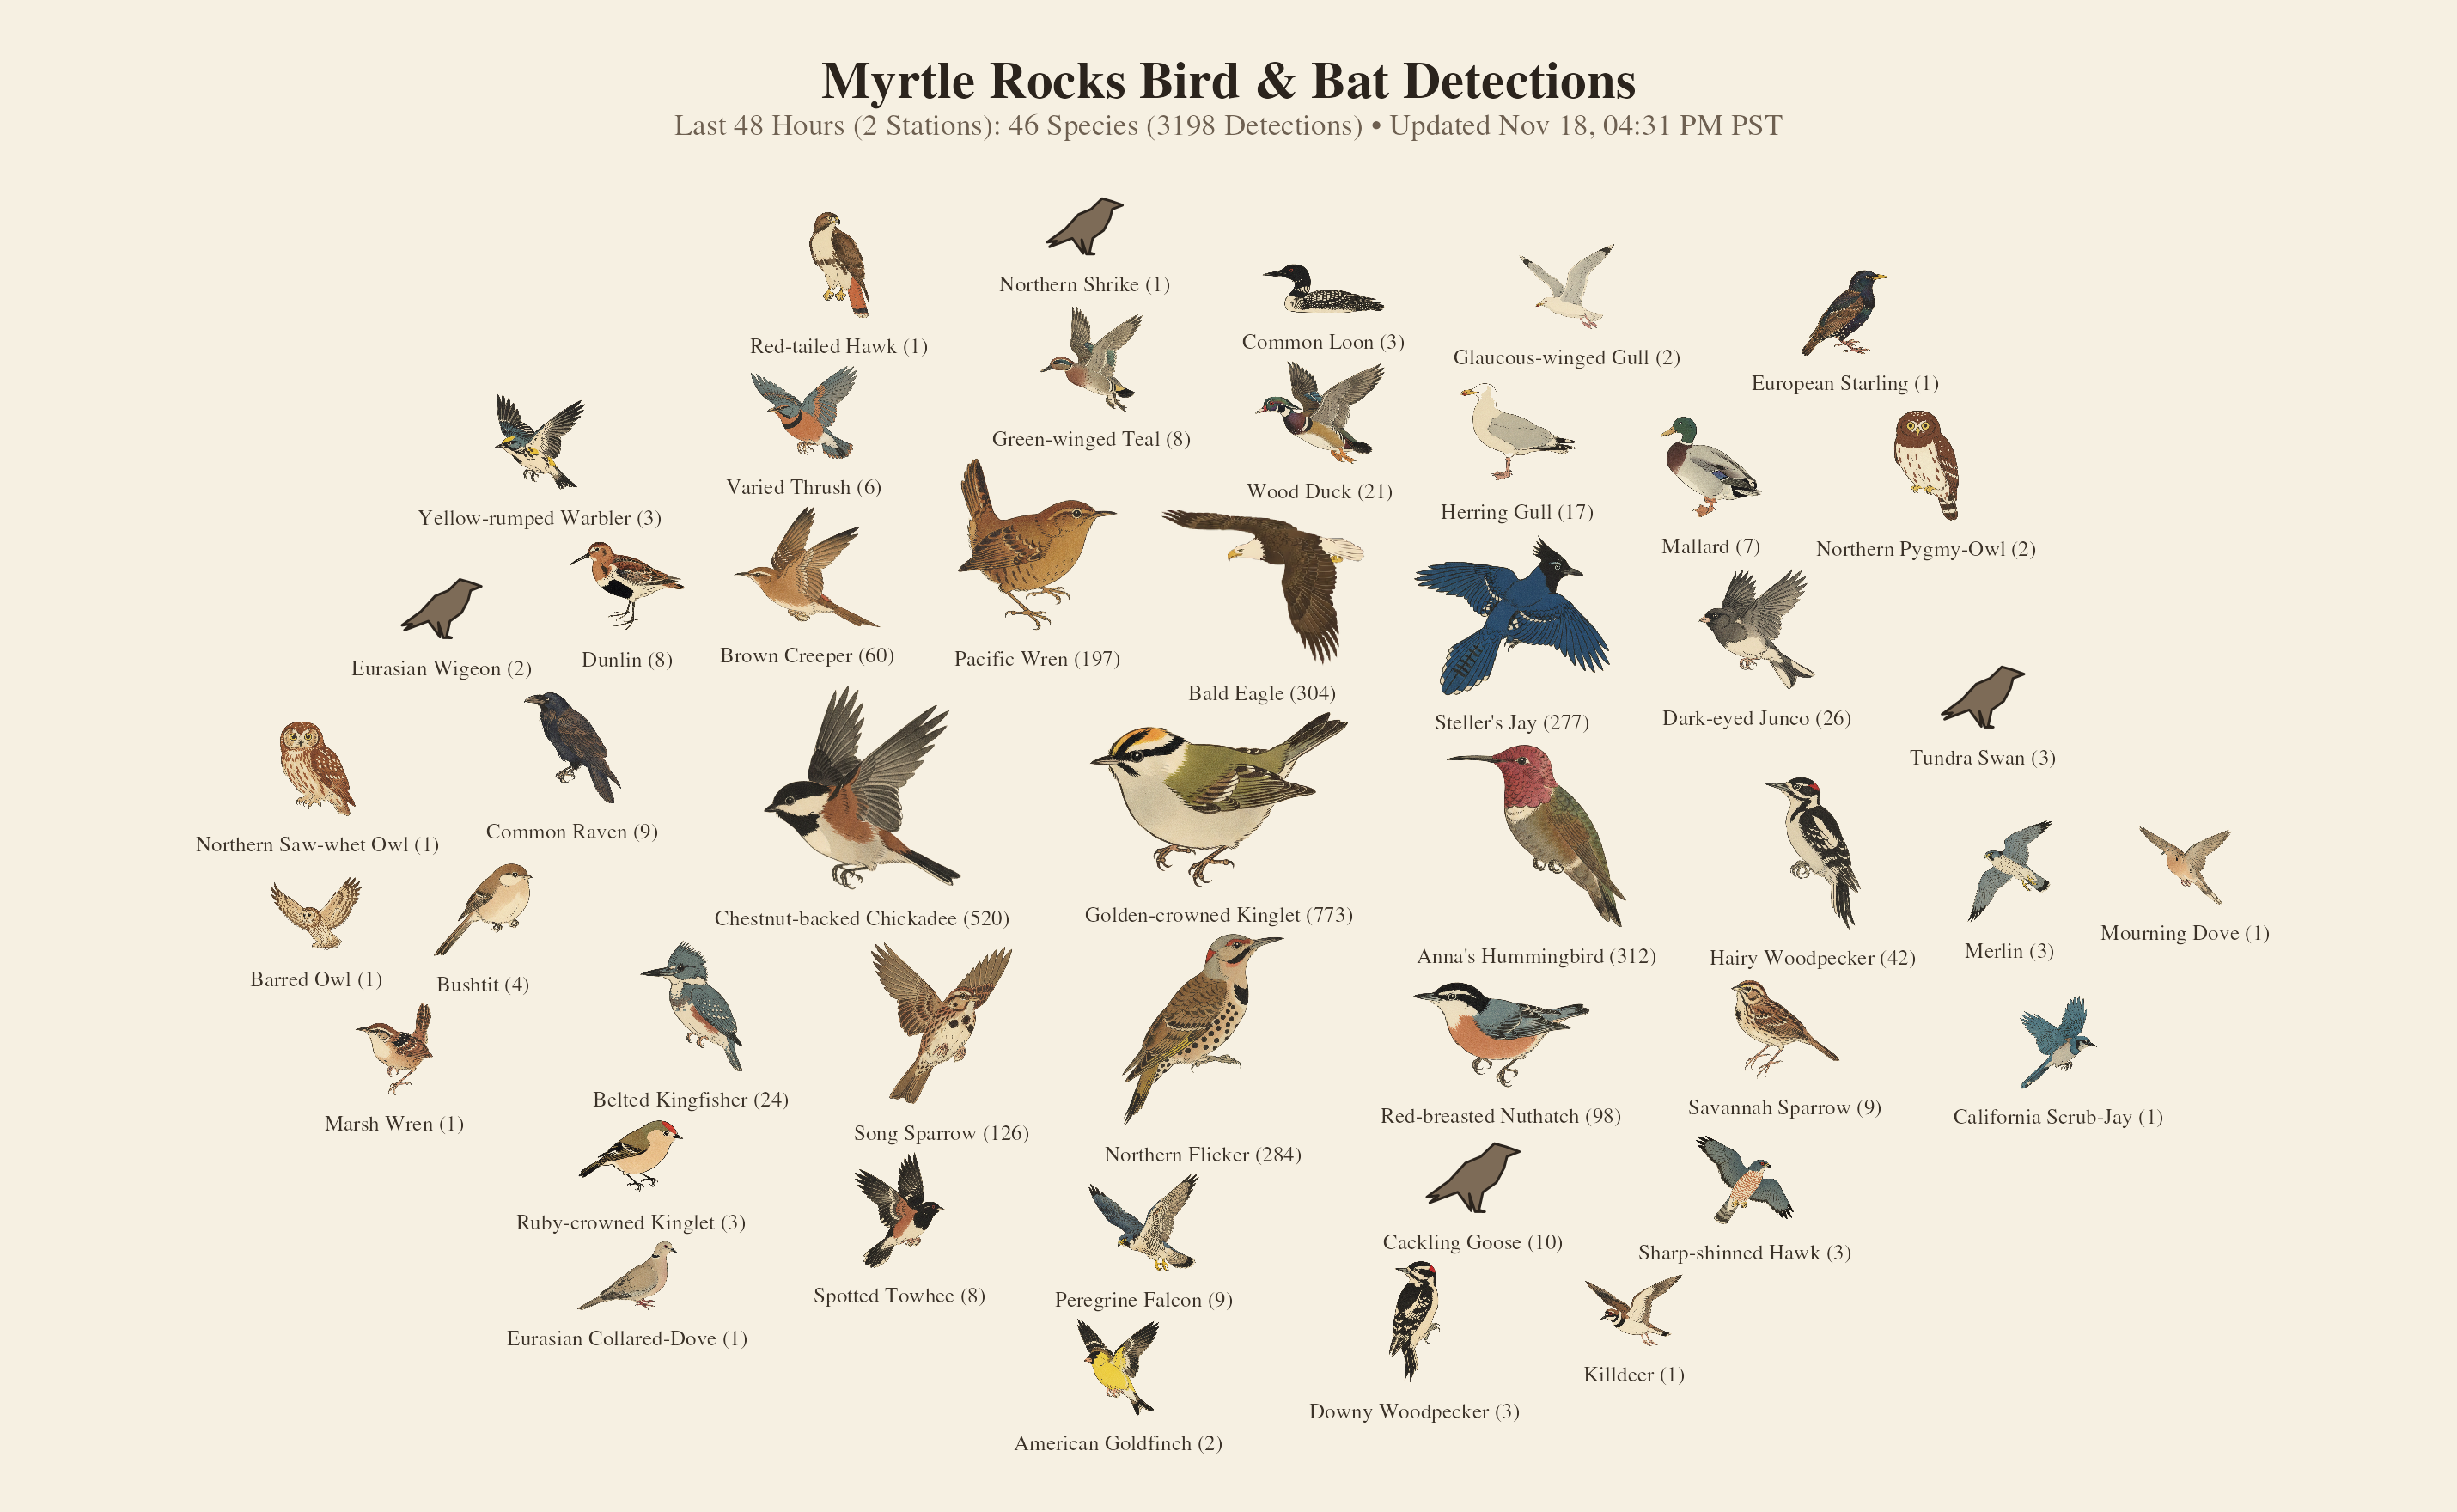 Myrtle Rocks Bird & Bat Detections
Last 48 Hours (2 Stations): 46 Species (3198 Detections) • Updated Nov 18, 04:31 PM PST
Northern Shrike (1)
Red-tailed Hawk (1)
Common Loon (3)
Glaucous-winged Gull (2)
European Starling (1)
Green-winged Teal (8)
Varied Thrush (6)
Wood Duck (21)
Herring Gull (17)
Yellow-rumped Warbler (3)
Mallard (7)
Northern Pygmy-Owl (2)
Eurasian Wigeon (2)
Dunlin (8)
Brown Creeper (60)
Pacific Wren (197)
Bald Eagle (304)
Steller's Jay (277)
Dark-eyed Junco (26)
Tundra Swan (3)
Northern Saw-whet Owl (1)
Common Raven (9)
Chestnut-backed Chickadee (520)
Golden-crowned Kinglet (773)
Anna's Hummingbird (312)
Hairy Woodpecker (42)
Merlin (3)
Mourning Dove (1)
Barred Owl (1)
Bushtit (4)
Belted Kingfisher (24)
Marsh Wren (1)
Song Sparrow (126)
Northern Flicker (284)
Red-breasted Nuthatch (98)
Savannah Sparrow (9)
California Scrub-Jay (1)
Ruby-crowned Kinglet (3)
Cackling Goose (10)
Sharp-shinned Hawk (3)
Spotted Towhee (8)
Peregrine Falcon (9)
Eurasian Collared-Dove (1)
Killdeer (1)
Downy Woodpecker (3)
American Goldfinch (2)